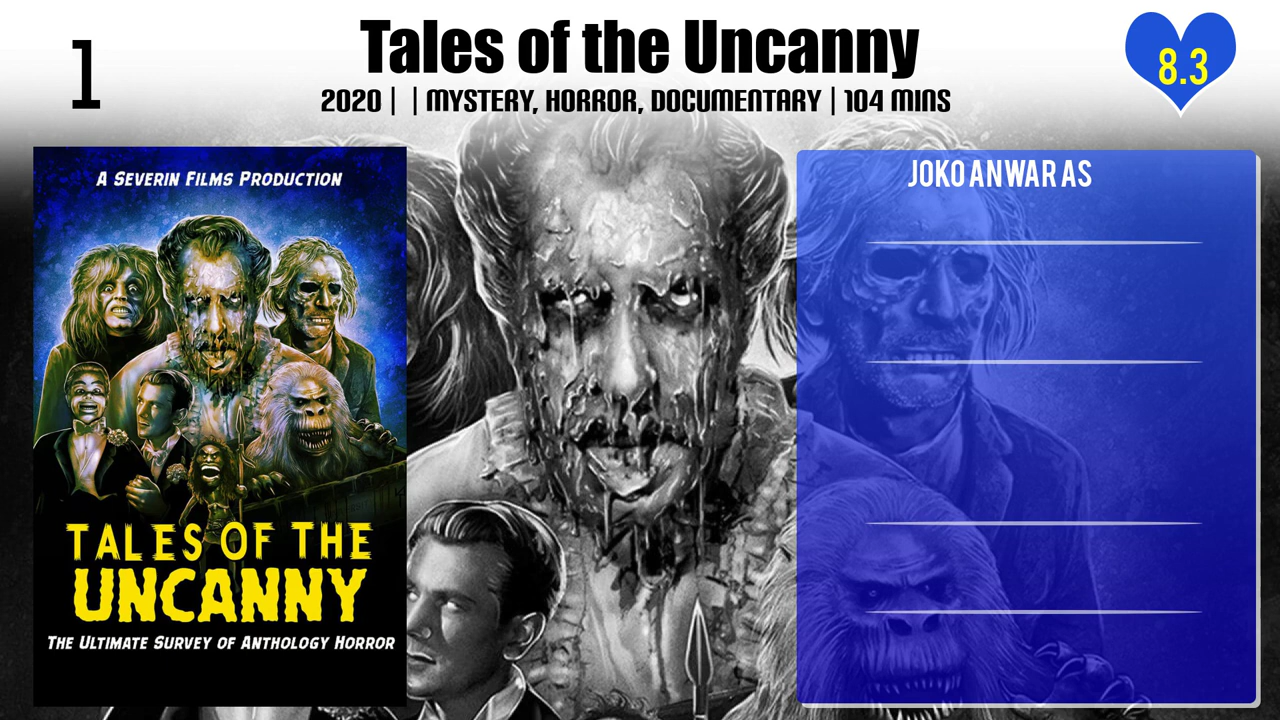 1
Tales of the Uncanny
8.3
2020 | | MYSTERY, HORROR, DOCUMENTARY | 104 MINS
JOKO ANWAR AS
A SEVERIN FILMS PRODUCTION
TALES OF THE
UNCANNY
THE ULTIMATE SURVEY OF ANTHOLOGY HORROR